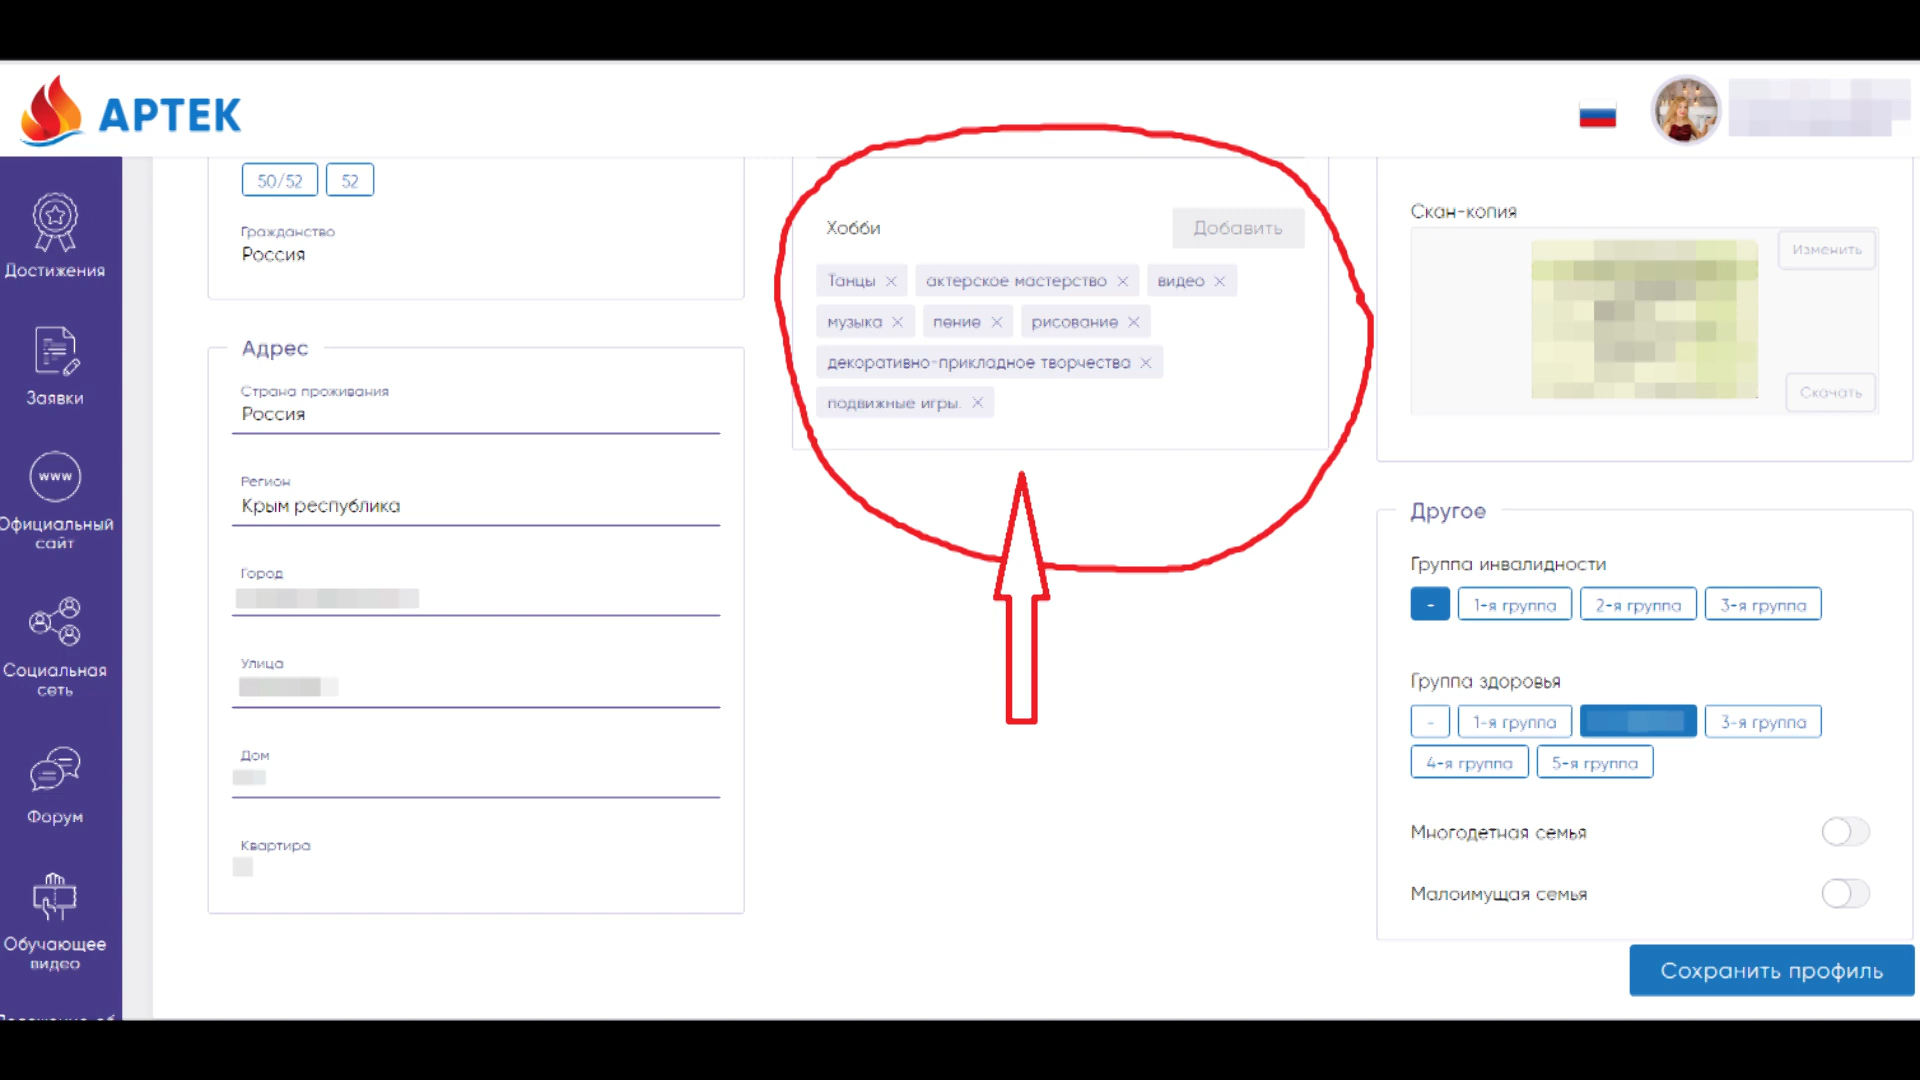 АРТЕК
Достижения
Заявки
www
Официальный
сайт
Социальная
сеть
Форум
Обучающее
видео
50/52 52
Гражданство
Россия
Адрес
Страна проживания
Россия
Регион
Крым республика
Город
Улица
Дом
Квартира
Хобби Добавить
Танцы × актерское мастерство × видео ×
музыка × пение × рисование ×
декоративно-прикладное творчества ×
подвижные игры. ×
Скан-копия
Изменить
Скачать
Другое
Группа инвалидности
- 1-я группа 2-я группа 3-я группа
Группа здоровья
- 1-я группа 3-я группа
4-я группа 5-я группа
Многодетная семья
Малоимущая семья
Сохранить профиль